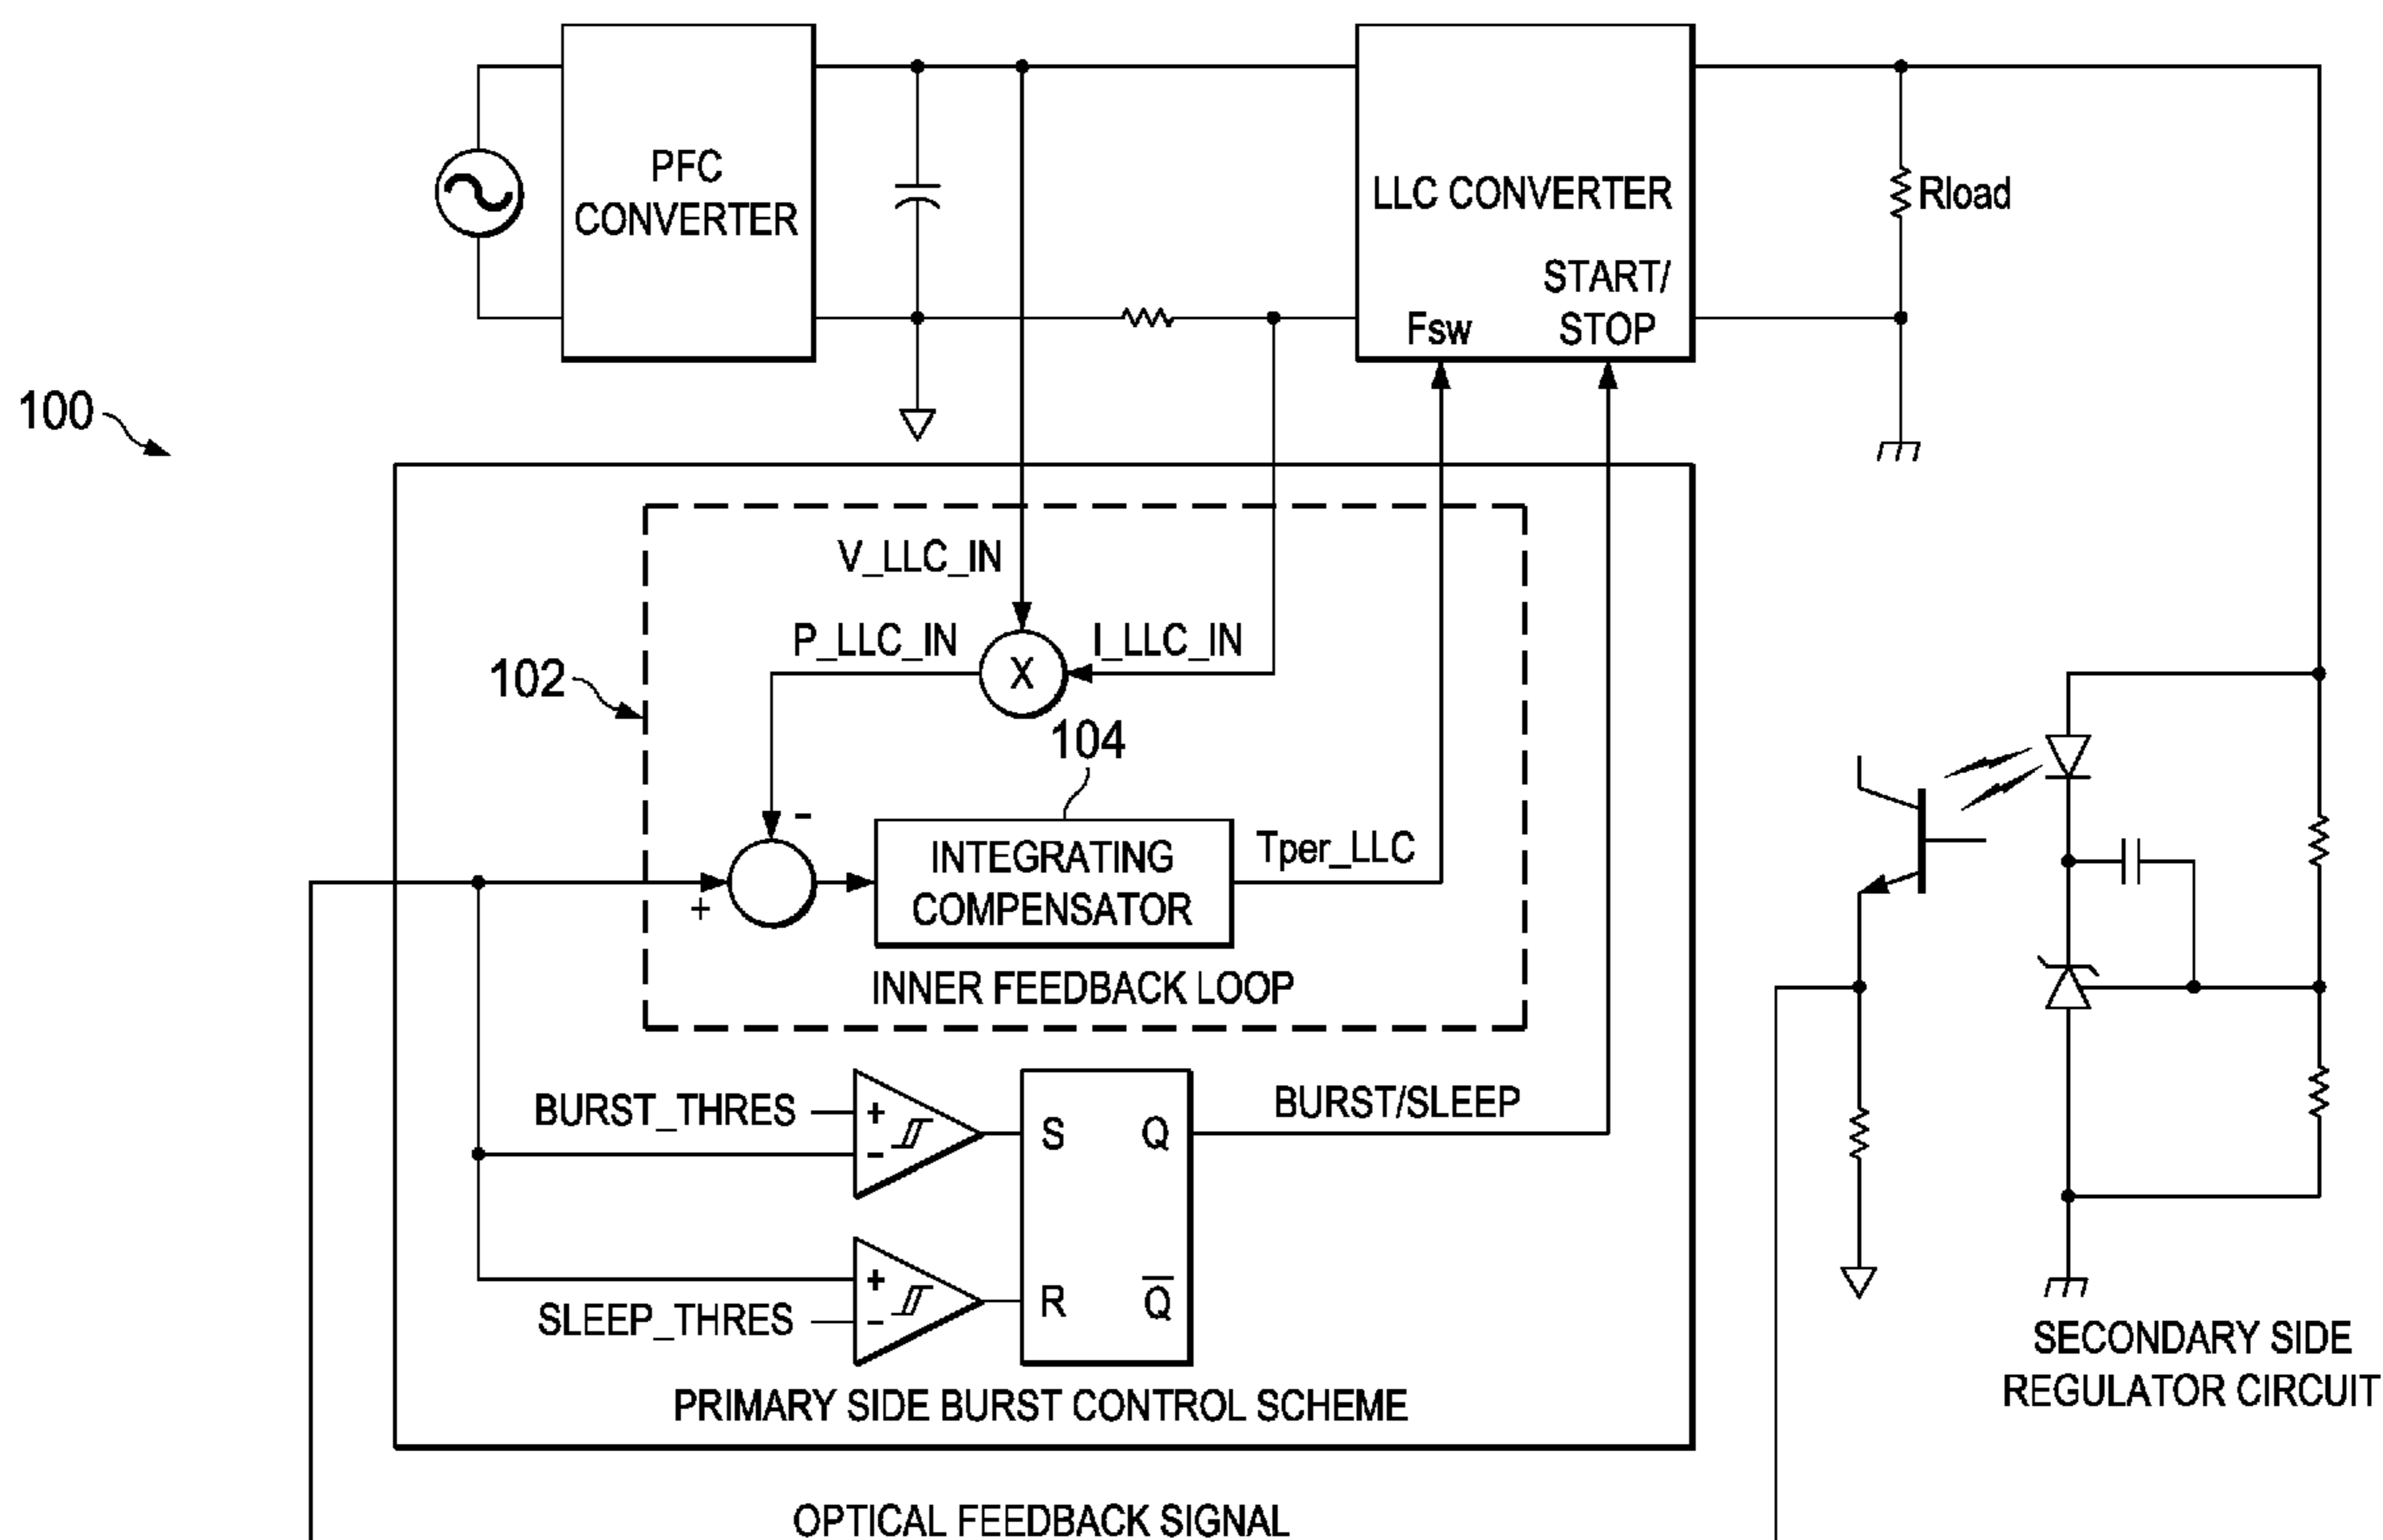 PFC
CONVERTER
LLC CONVERTER
START/
STOP
Fsw
Rload
100
V_LLC_IN
P_LLC_IN
I_LLC_IN
X
102
104
-
+
INTEGRATING
COMPENSATOR
Tper_LLC
INNER FEEDBACK LOOP
BURST_THRES
+
-
S
Q
BURST/SLEEP
SLEEP_THRES
+
-
R
Q̅
PRIMARY SIDE BURST CONTROL SCHEME
SECONDARY SIDE
REGULATOR CIRCUIT
OPTICAL FEEDBACK SIGNAL